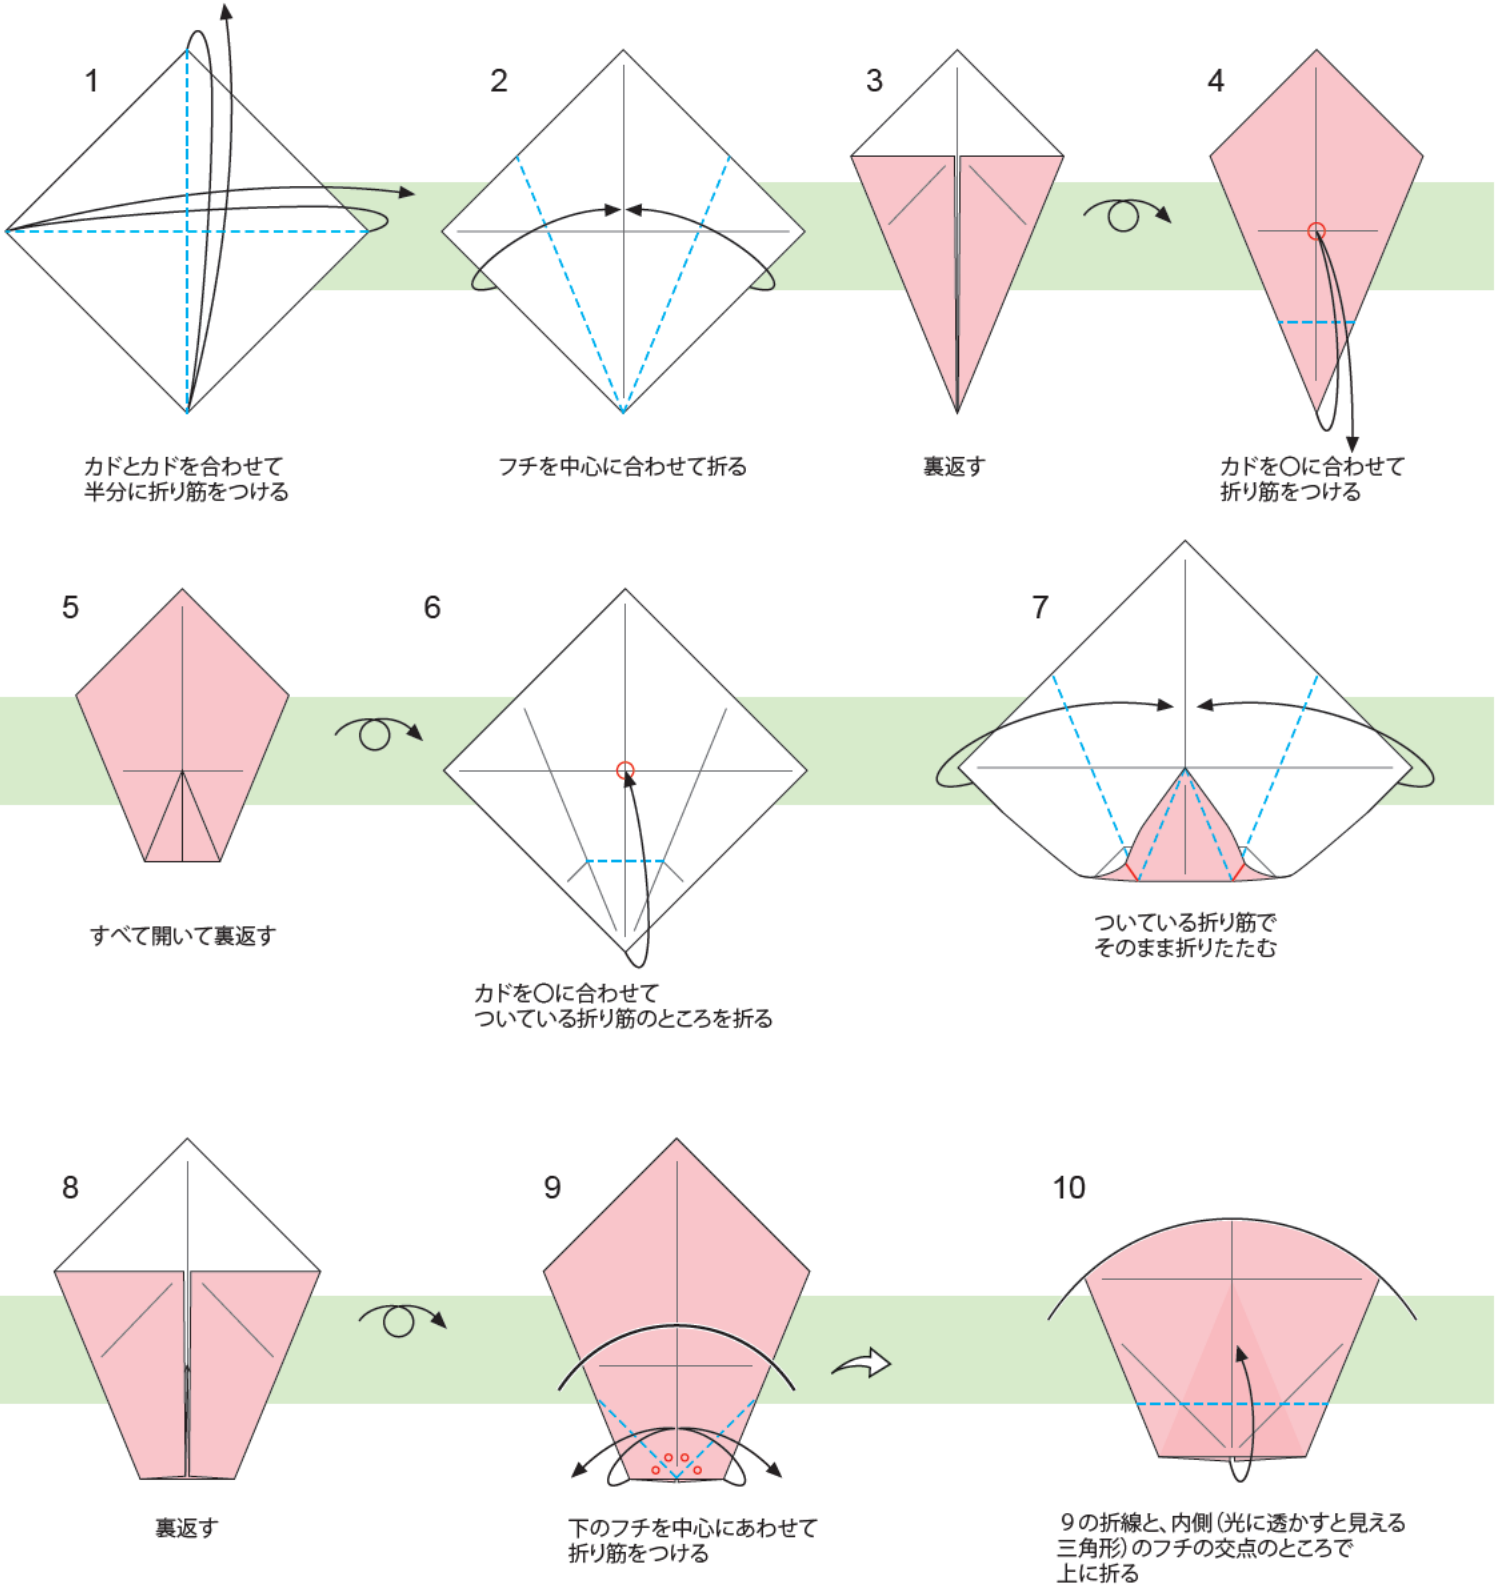 1
2
3
4
カドとカドを合わせて
半分に折り筋をつける
フチを中心に合わせて折る
裏返す
カドを〇に合わせて
折り筋をつける
5
6
7
すべて開いて裏返す
カドを〇に合わせて
ついている折り筋のところを折る
ついている折り筋で
そのまま折りたたむ
8
9
10
裏返す
下のフチを中心にあわせて
折り筋をつける
９の折線と、内側（光に透かすと見える
三角形）のフチの交点のところで
上に折る